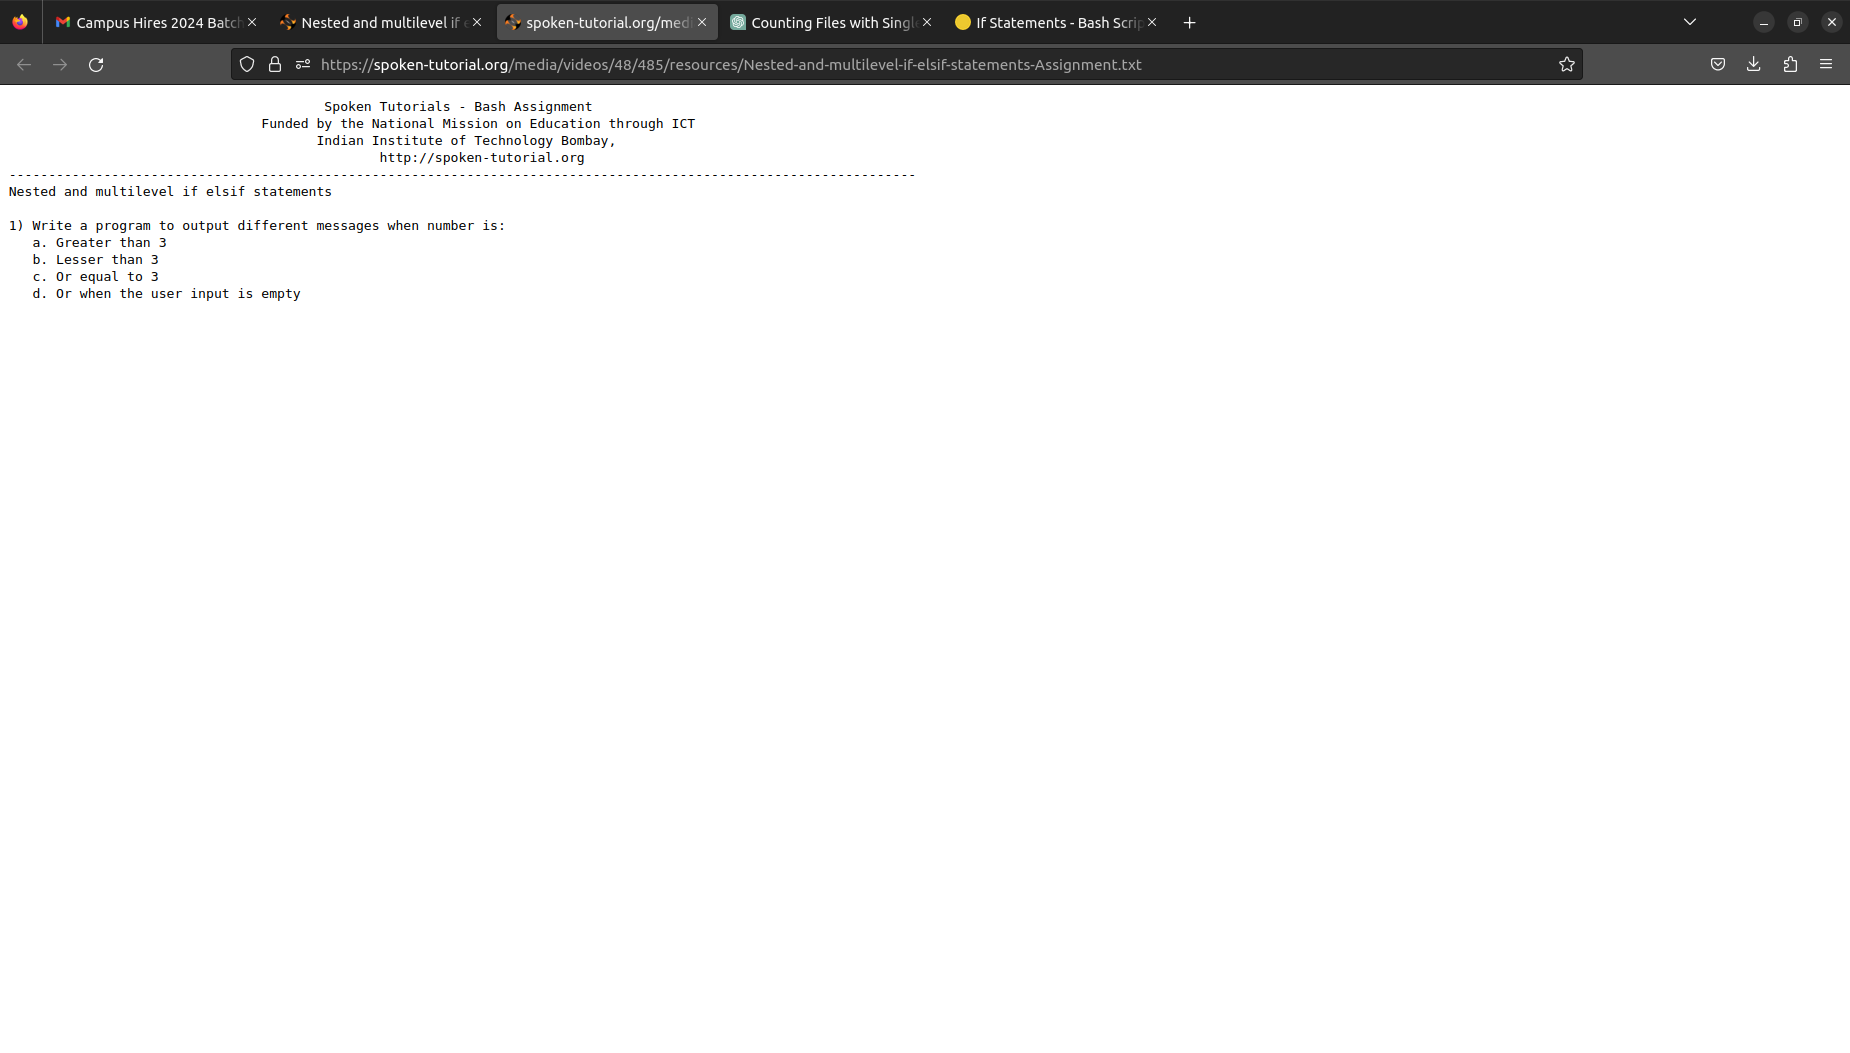 Campus Hires 2024 Batch
Nested and multilevel if e
spoken-tutorial.org/medi
Counting Files with Singl
If Statements - Bash Scrip
https://spoken-tutorial.org/media/videos/48/485/resources/Nested-and-multilevel-if-elsif-statements-Assignment.txt
Spoken Tutorials - Bash Assignment
Funded by the National Mission on Education through ICT
Indian Institute of Technology Bombay,
http://spoken-tutorial.org
-------------------------------------------------------------------------------------------------------------------
Nested and multilevel if elsif statements
1) Write a program to output different messages when number is:
a. Greater than 3
b. Lesser than 3
c. Or equal to 3
d. Or when the user input is empty